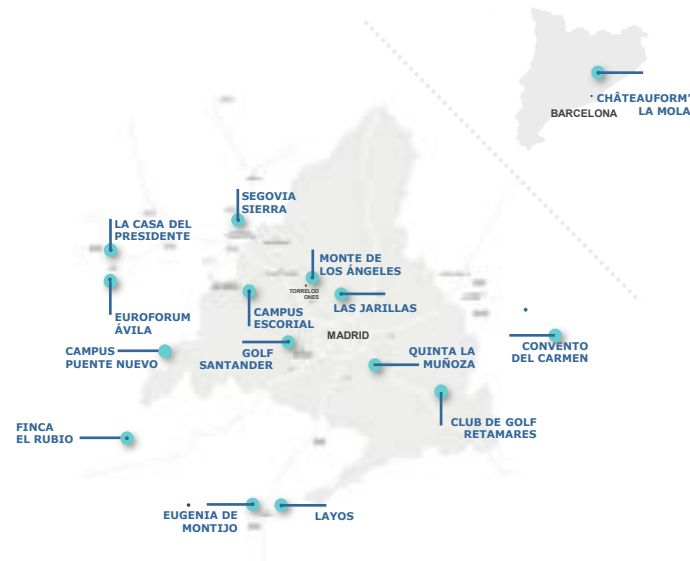 CHÂTEAUFORM'
LA MOLA
BARCELONA
SEGOVIA
SIERRA
LA CASA DEL
PRESIDENTE
MONTE DE
LOS ÁNGELES
TORRELOD
ONES
LAS JARILLAS
EUROFORUM
ÁVILA
CAMPUS
ESCORIAL
MADRID
CAMPUS
PUENTE NUEVO
GOLF
SANTANDER
QUINTA LA
MUÑOZA
CONVENTO
DEL CARMEN
FINCA
EL RUBIO
CLUB DE GOLF
RETAMARES
EUGENIA DE
MONTIJO
LAYOS